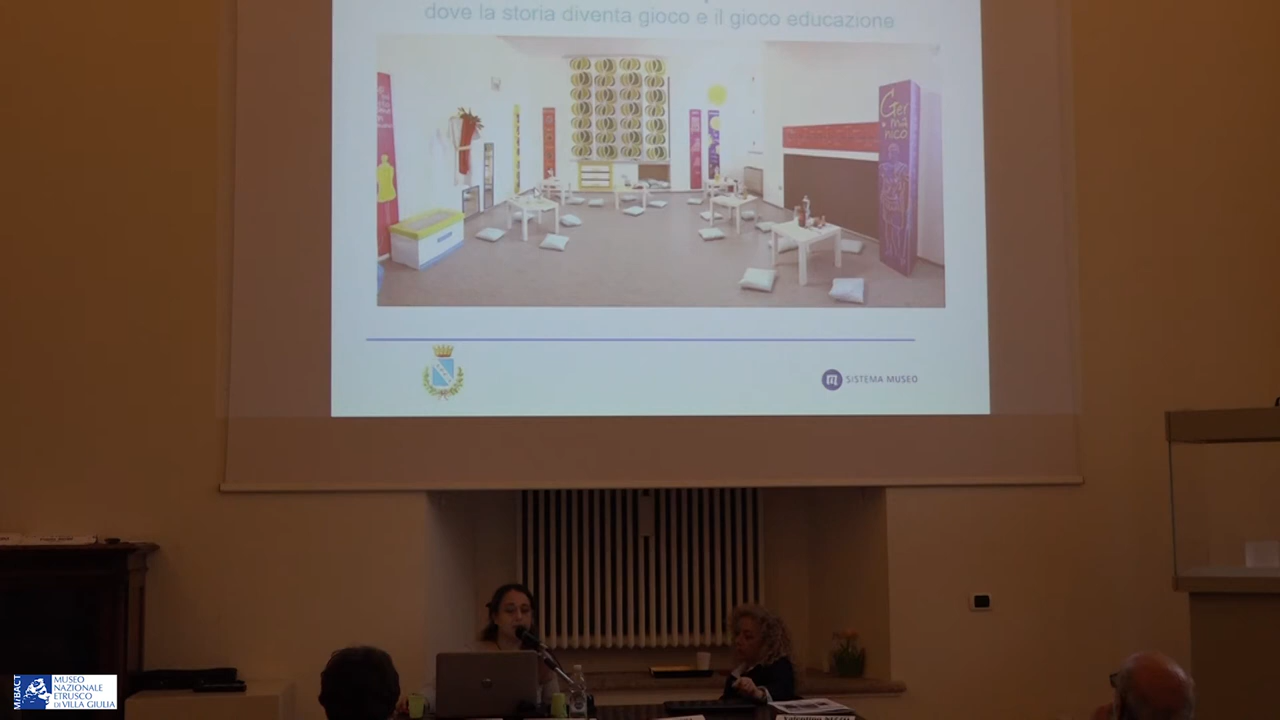 dove la storia diventa gioco e il gioco educazione
Ger
ma
nico
SISTEMA MUSEO
MiBACT
MUSEO
NAZIONALE
ETRUSCO
DI VILLA GIULIA